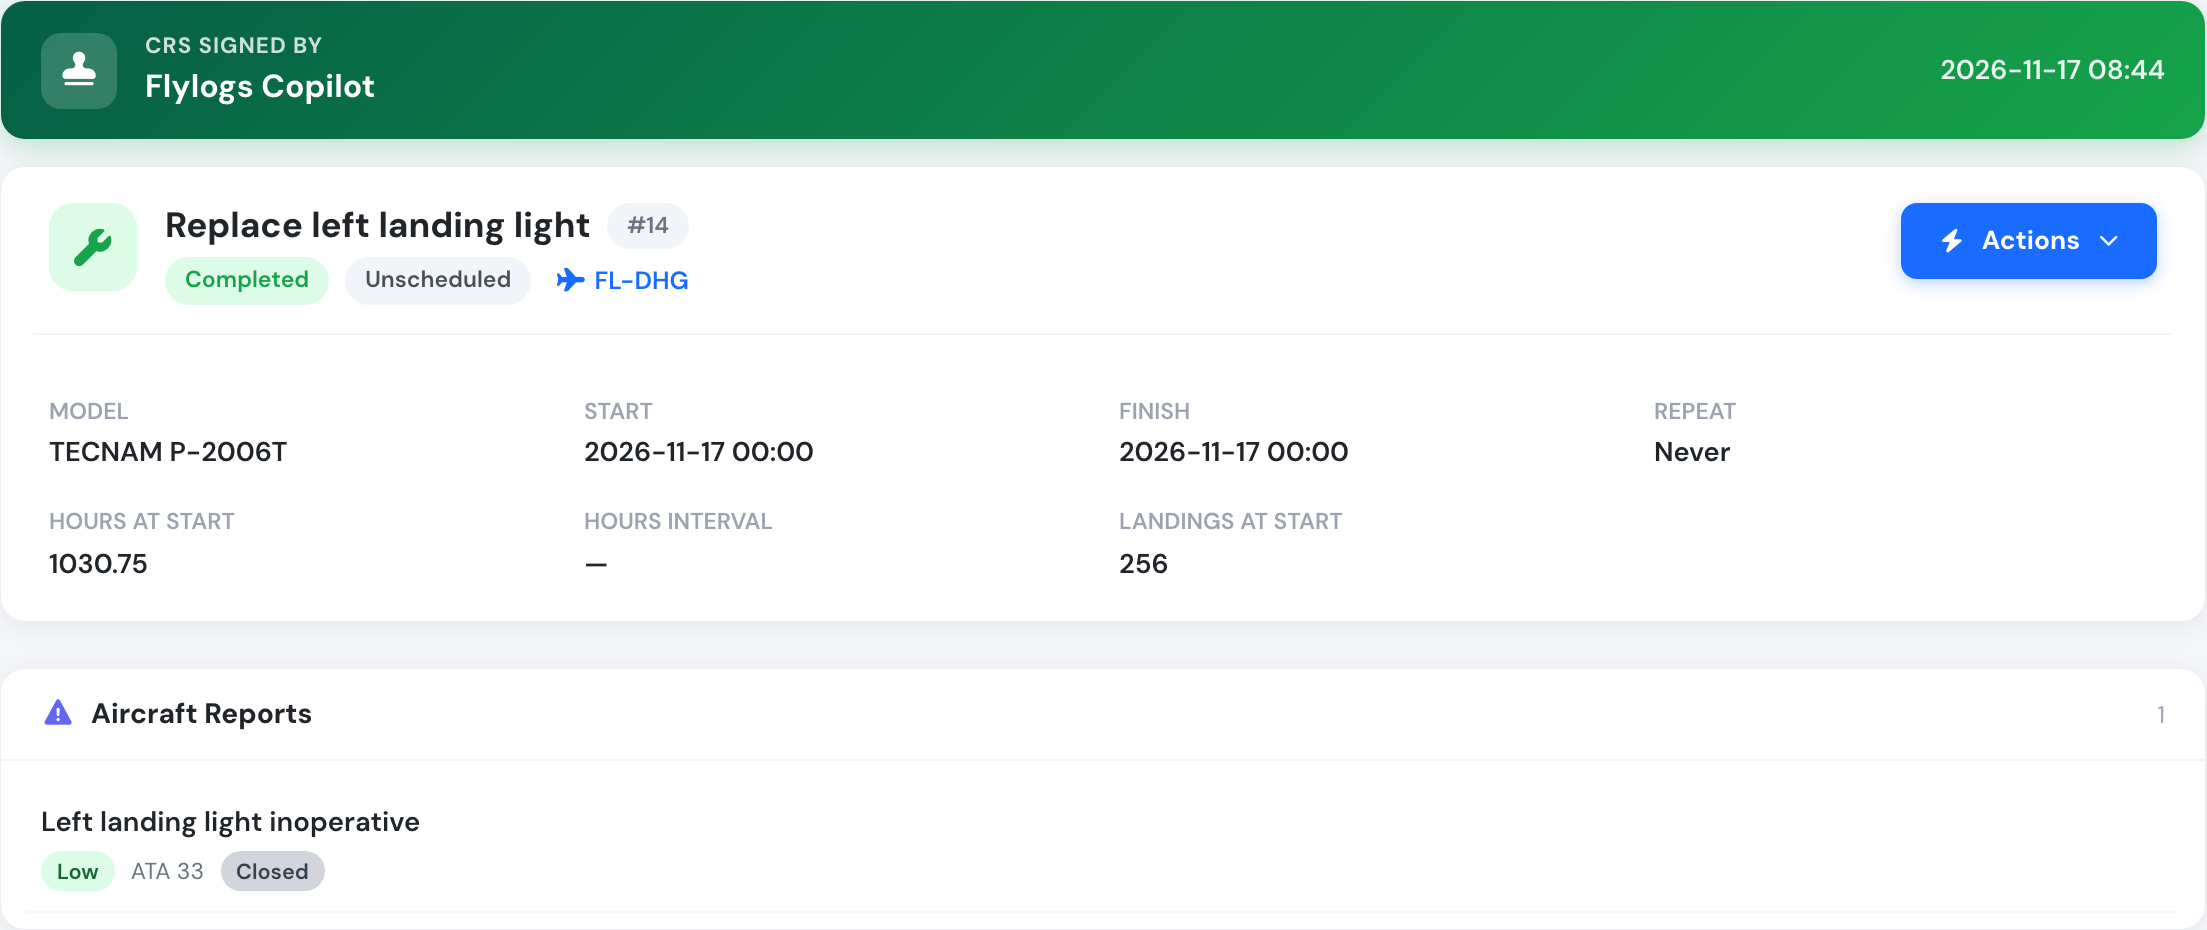 CRS SIGNED BY
Flylogs Copilot
2026-11-17 08:44
Replace left landing light #14
Completed Unscheduled FL-DHG
Actions
MODEL START FINISH REPEAT
TECNAM P-2006T 2026-11-17 00:00 2026-11-17 00:00 Never
HOURS AT START HOURS INTERVAL LANDINGS AT START
1030.75 — 256
Aircraft Reports 1
Left landing light inoperative
Low ATA 33 Closed